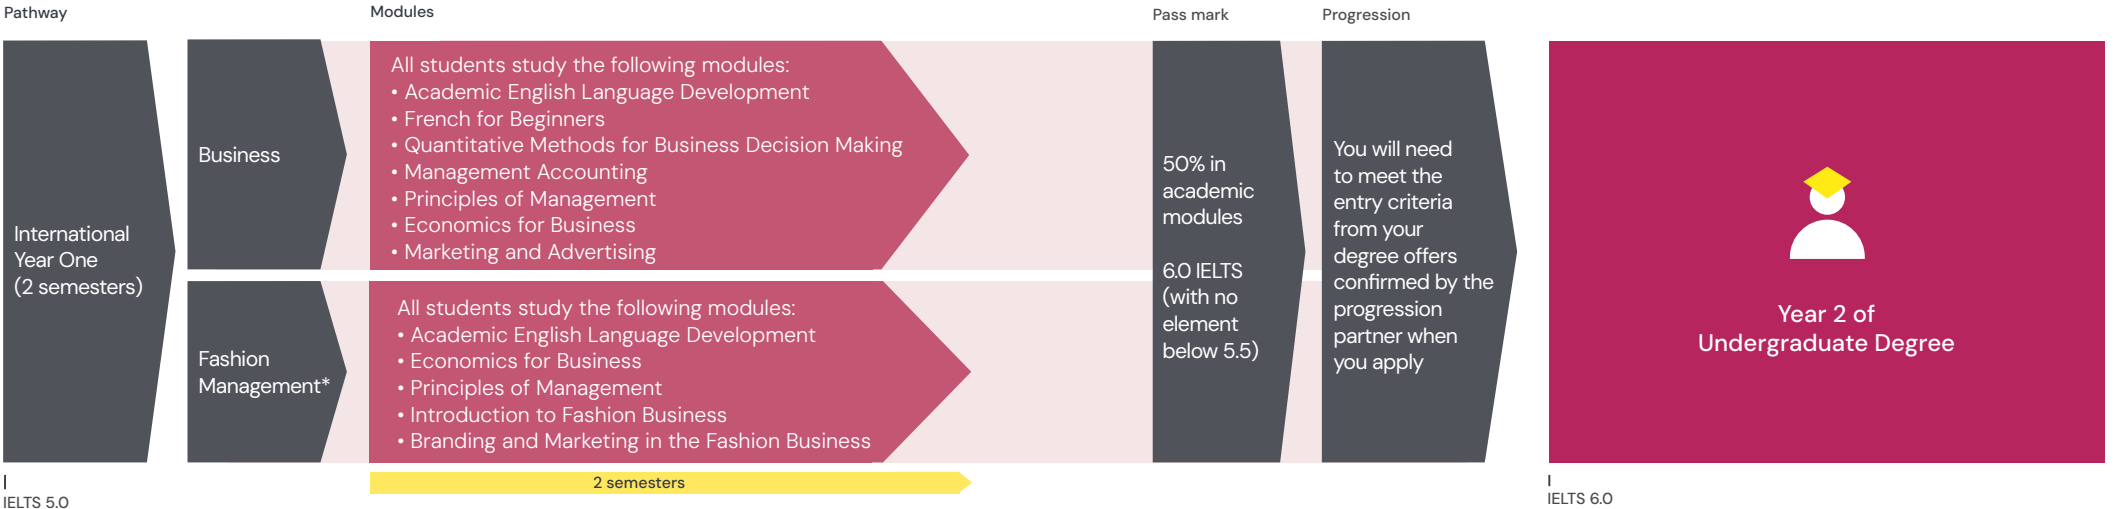 Pathway
Modules
Pass mark
Progression
International
Year One
(2 semesters)
Business
All students study the following modules:
• Academic English Language Development
• French for Beginners
• Quantitative Methods for Business Decision Making
• Management Accounting
• Principles of Management
• Economics for Business
• Marketing and Advertising
Fashion
Management*
All students study the following modules:
• Academic English Language Development
• Economics for Business
• Principles of Management
• Introduction to Fashion Business
• Branding and Marketing in the Fashion Business
50% in
academic
modules
6.0 IELTS
(with no
element
below 5.5)
You will need
to meet the
entry criteria
from your
degree offers
confirmed by the
progression
partner when
you apply
Year 2 of
Undergraduate Degree
2 semesters
IELTS 5.0
IELTS 6.0